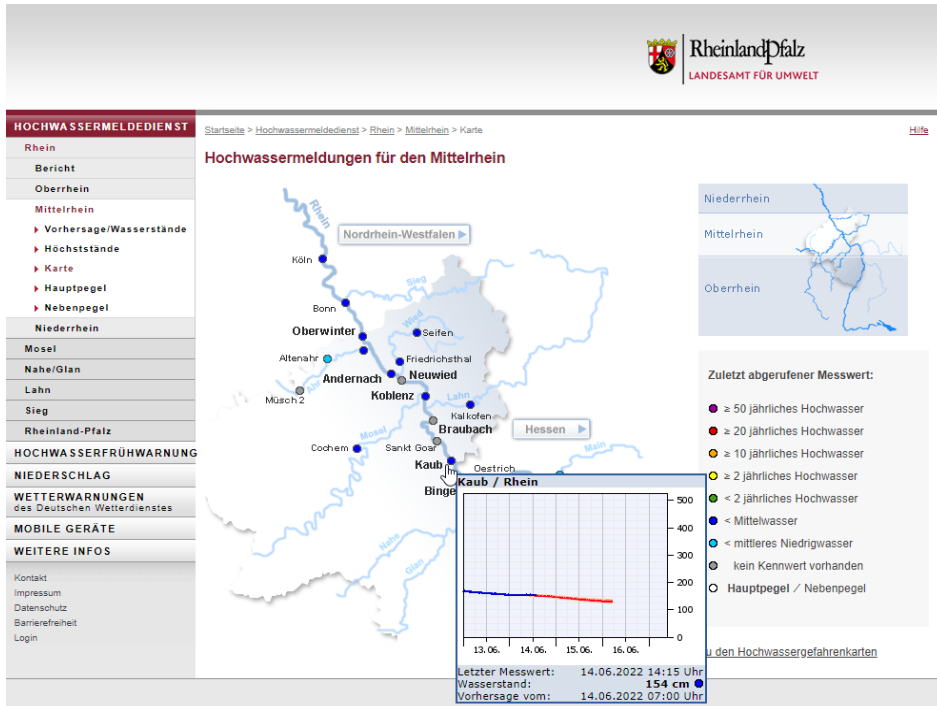 RheinlandPfalz
LANDESAMT FÜR UMWELT
HOCHWASSERMELDEDIENST
Rhein
Bericht
Oberrhein
Mittelrhein
Vorhersage/Wasserstände
Höchststände
Karte
Hauptpegel
Nebenpegel
Niederrhein
Mosel
Nahe/Glan
Lahn
Sieg
Rheinland-Pfalz
HOCHWASSERFRÜHWARNUNG
NIEDERSCHLAG
WETTERWARNUNGEN
des Deutschen Wetterdienstes
MOBILE GERÄTE
WEITERE INFOS
Kontakt
Impressum
Datenschutz
Barrierefreiheit
Login
Startseite > Hochwassermeldedienst > Rhein > Mittelrhein > Karte
Hilfe
Hochwassermeldungen für den Mittelrhein
Rhein
Nordrhein-Westfalen
Köln
Sieg
Bonn
Wied
Oberwinter
Seifen
Altenahr
Friedrichsthal
Andernach
Neuwied
Ahr
Müsch 2
Koblenz
Lahn
Kalkofen
Braubach
Hessen
Mosel
Cochem
Sankt Goar
Main
Kaub
Oestrich
Binge
Nahe
Glan
Kaub / Rhein
500
400
300
200
100
0
13.06. 14.06. 15.06. 16.06.
Letzter Messwert: 14.06.2022 14:15 Uhr
Wasserstand: 154 cm
Vorhersage vom: 14.06.2022 07:00 Uhr
Niederrhein
Mittelrhein
Oberrhein
Zuletzt abgerufener Messwert:
≥ 50 jährliches Hochwasser
≥ 20 jährliches Hochwasser
≥ 10 jährliches Hochwasser
≥ 2 jährliches Hochwasser
< 2 jährliches Hochwasser
< Mittelwasser
< mittleres Niedrigwasser
kein Kennwert vorhanden
Hauptpegel / Nebenpegel
u den Hochwassergefahrenkarten